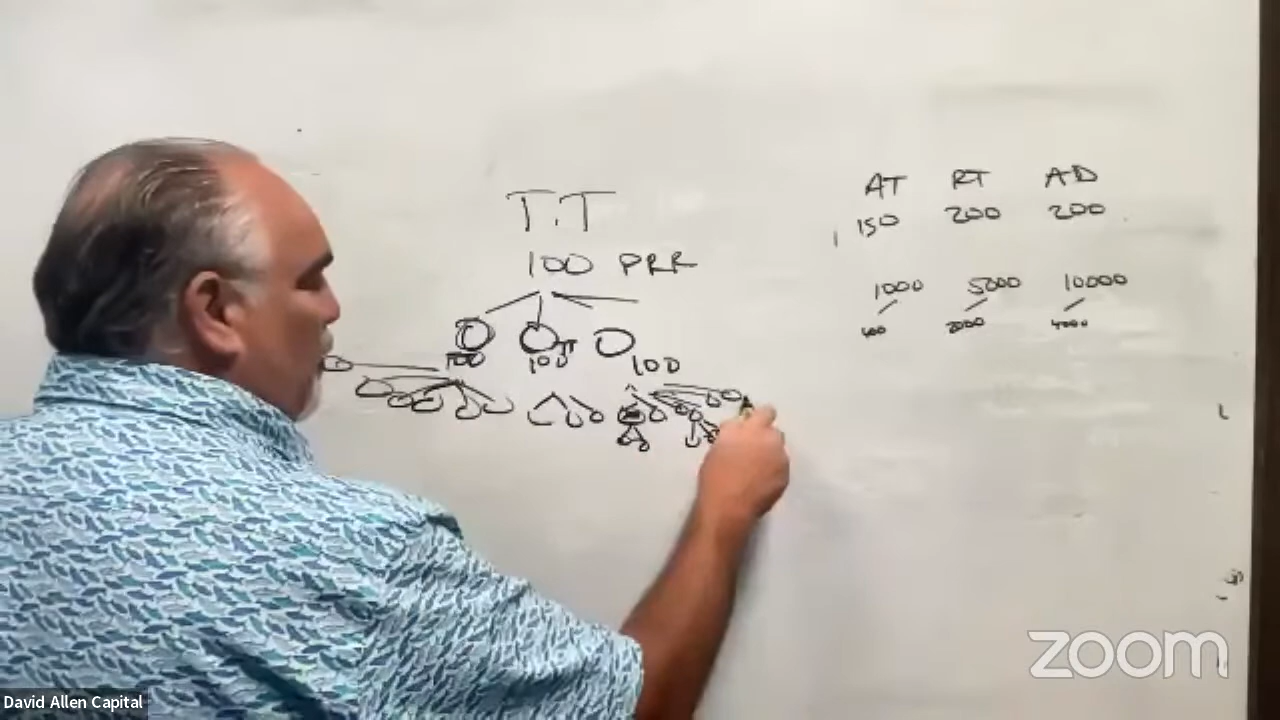 T.T
100 PRR
100 100 100
AT RT AD
150 200 200
1000 5000 10000
400 2000 4000
zoom
David Allen Capital